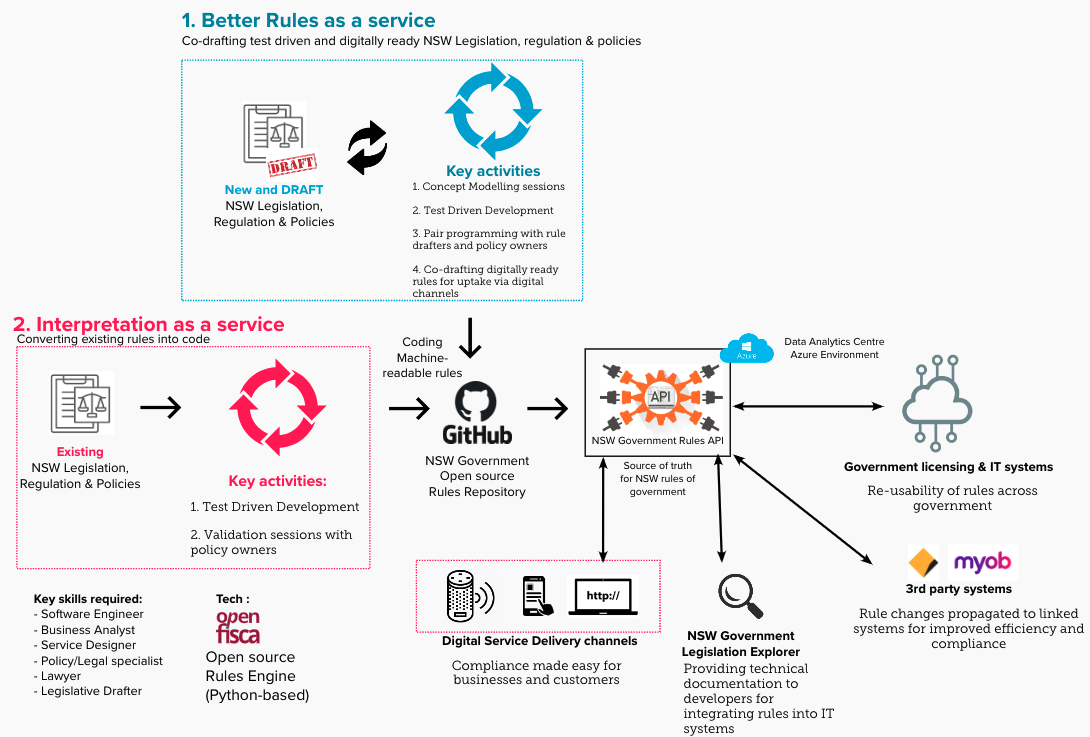 1. Better Rules as a service
Co-drafting test driven and digitally ready NSW Legislation, regulation & policies
DRAFT
New and DRAFT
NSW Legislation,
Regulation & Policies
Key activities
1. Concept Modelling sessions
2. Test Driven Development
3. Pair programming with rule
drafters and policy owners
4. Co-drafting digitally ready
rules for uptake via digital
channels
2. Interpretation as a service
Converting existing rules into code
Existing
NSW Legislation,
Regulation & Policies
Key activities:
1. Test Driven Development
2. Validation sessions with
policy owners
Coding
Machine-
readable rules
GitHub
NSW Government
Open source
Rules Repository
API
NSW Government Rules API
Azure
Data Analytics Centre
Azure Environment
Source of truth
for NSW rules of
government
Government licensing & IT systems
Re-usability of rules across
government
myob
3rd party systems
Rule changes propagated to linked
systems for improved efficiency and
compliance
http://
Digital Service Delivery channels
Compliance made easy for
businesses and customers
NSW Government
Legislation Explorer
Providing technical
documentation to
developers for
integrating rules into IT
systems
Key skills required:
- Software Engineer
- Business Analyst
- Service Designer
- Policy/Legal specialist
- Lawyer
- Legislative Drafter
Tech :
open
fisca
Open source
Rules Engine
(Python-based)